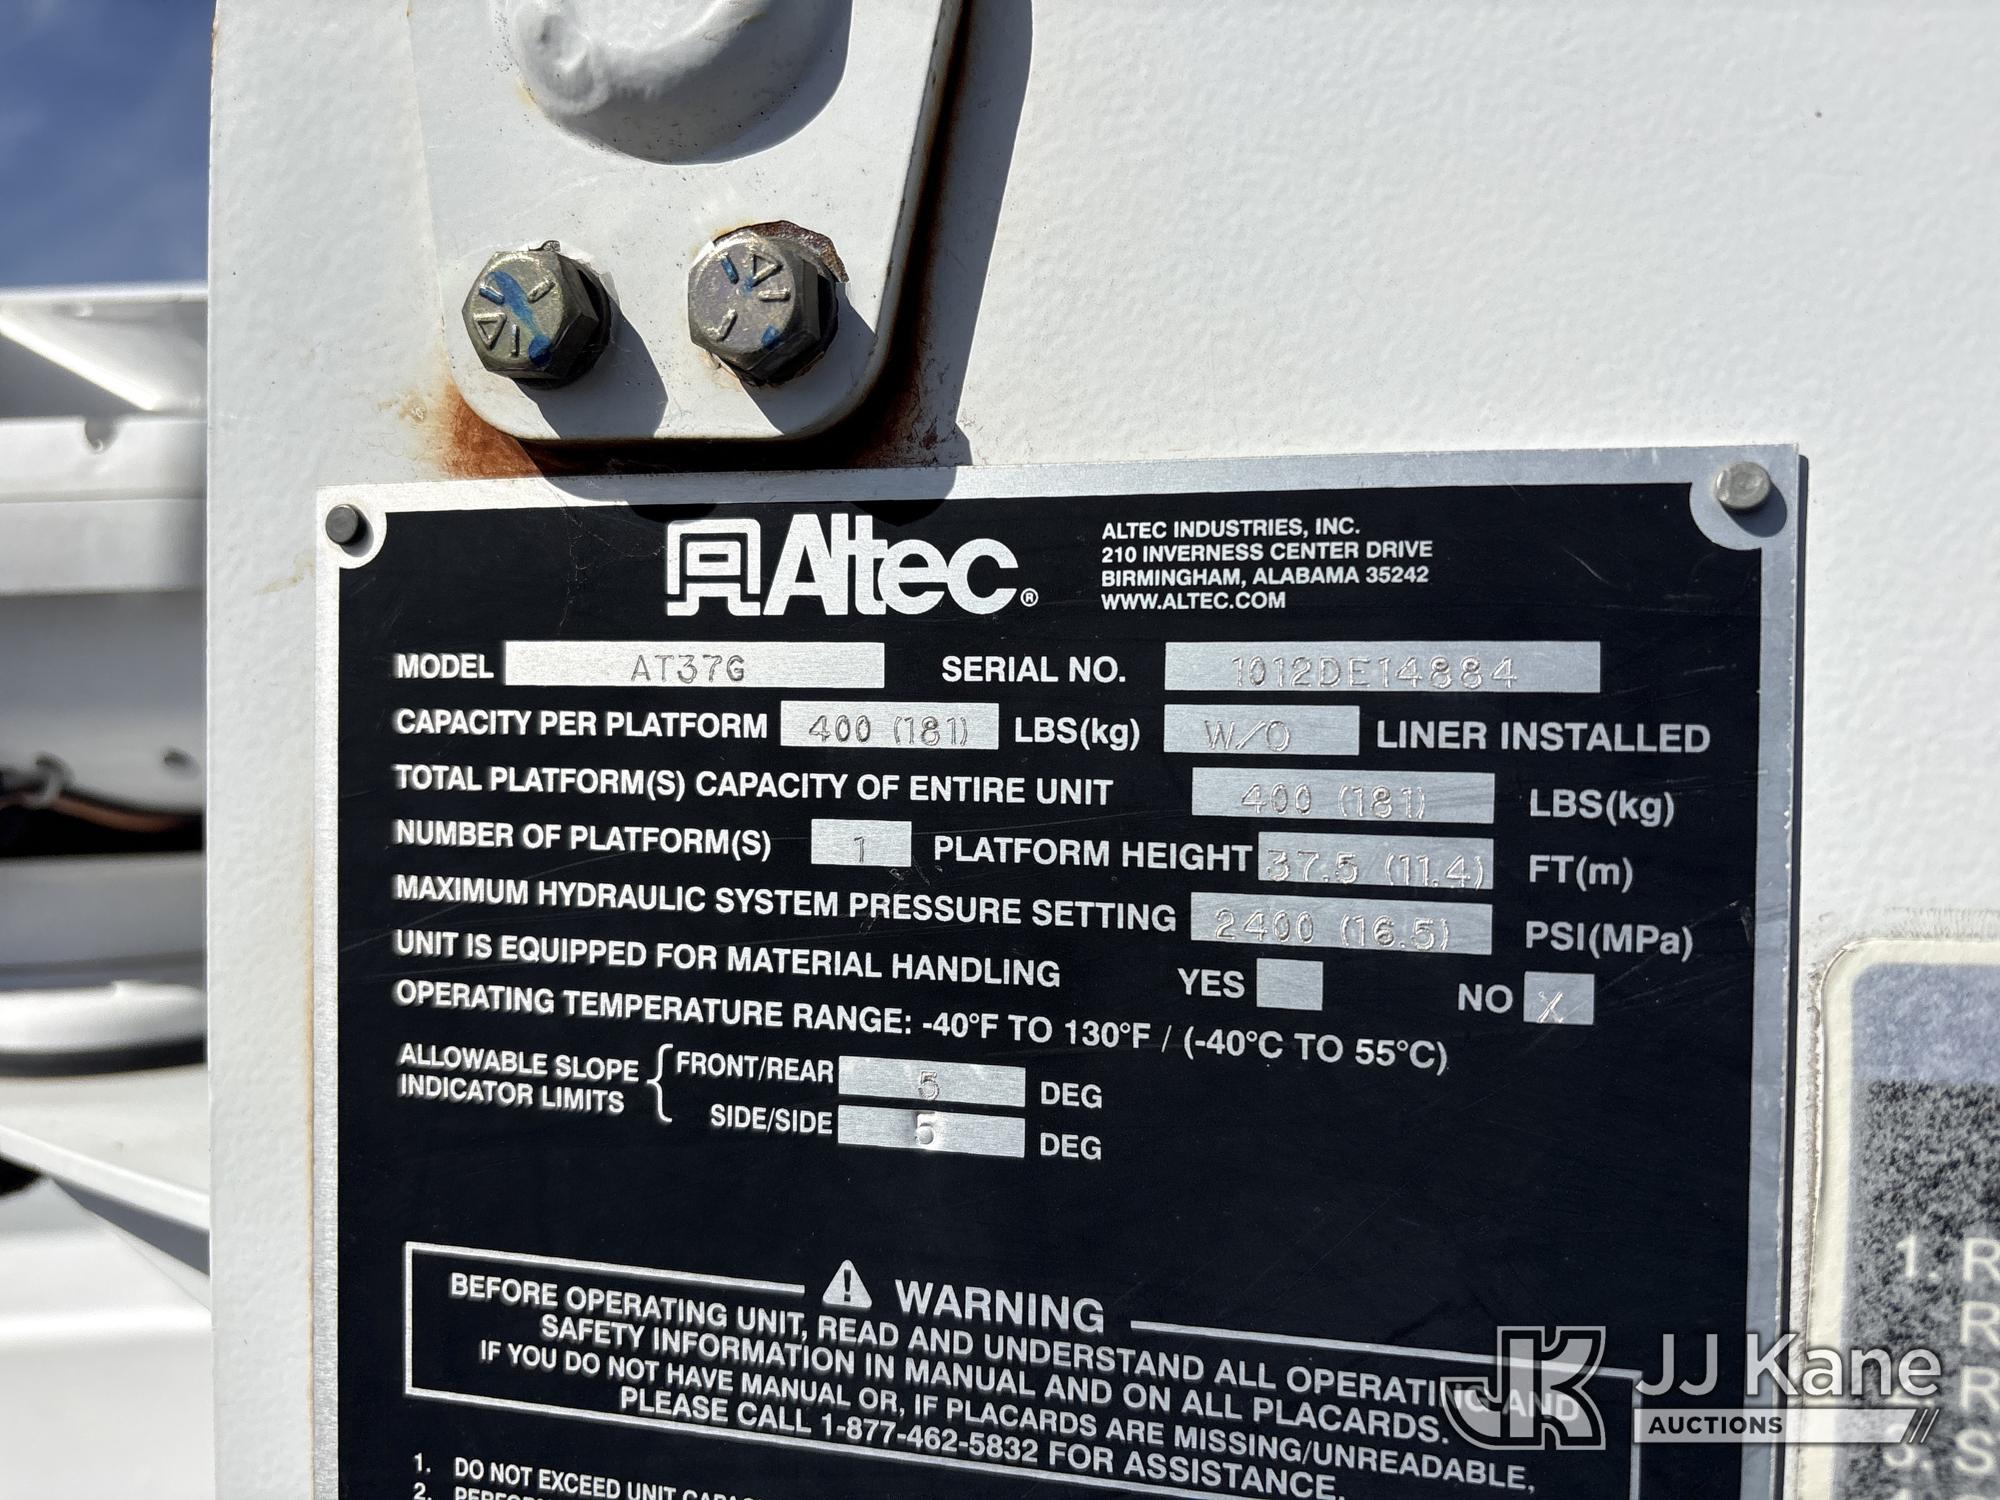 Altec®
ALTEC INDUSTRIES, INC.
210 INVERNESS CENTER DRIVE
BIRMINGHAM, ALABAMA 35242
WWW.ALTEC.COM
MODEL AT37G SERIAL NO. 1012DE14884
CAPACITY PER PLATFORM 400 (181) LBS(kg) W/O LINER INSTALLED
TOTAL PLATFORM(S) CAPACITY OF ENTIRE UNIT 400 (181) LBS(kg)
NUMBER OF PLATFORM(S) 1 PLATFORM HEIGHT 37.5 (11.4) FT(m)
MAXIMUM HYDRAULIC SYSTEM PRESSURE SETTING 2400 (16.5) PSI(MPa)
UNIT IS EQUIPPED FOR MATERIAL HANDLING YES NO X
OPERATING TEMPERATURE RANGE: -40°F TO 130°F / (-40°C TO 55°C)
ALLOWABLE SLOPE INDICATOR LIMITS { FRONT/REAR 5 DEG
SIDE/SIDE 5 DEG
WARNING
BEFORE OPERATING UNIT, READ AND UNDERSTAND ALL OPERATING AND
SAFETY INFORMATION IN MANUAL AND ON ALL PLACARDS.
IF YOU DO NOT HAVE MANUAL OR, IF PLACARDS ARE MISSING/UNREADABLE,
PLEASE CALL 1-877-462-5832 FOR ASSISTANCE.
1. DO NOT EXCEED UNIT
2.
1. R
R
R
3. S
JK JJ Kane
AUCTIONS